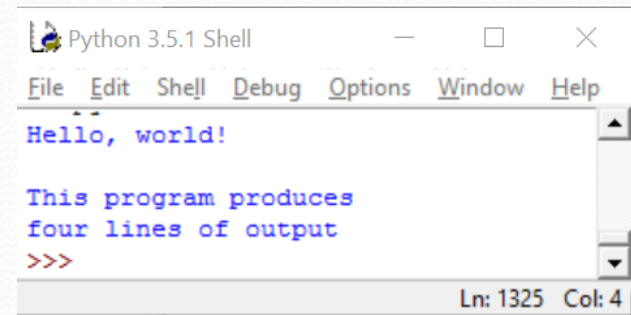 Python 3.5.1 Shell
File Edit Shell Debug Options Window Help
Hello, world!
This program produces
four lines of output
>>>
Ln: 1325 Col: 4